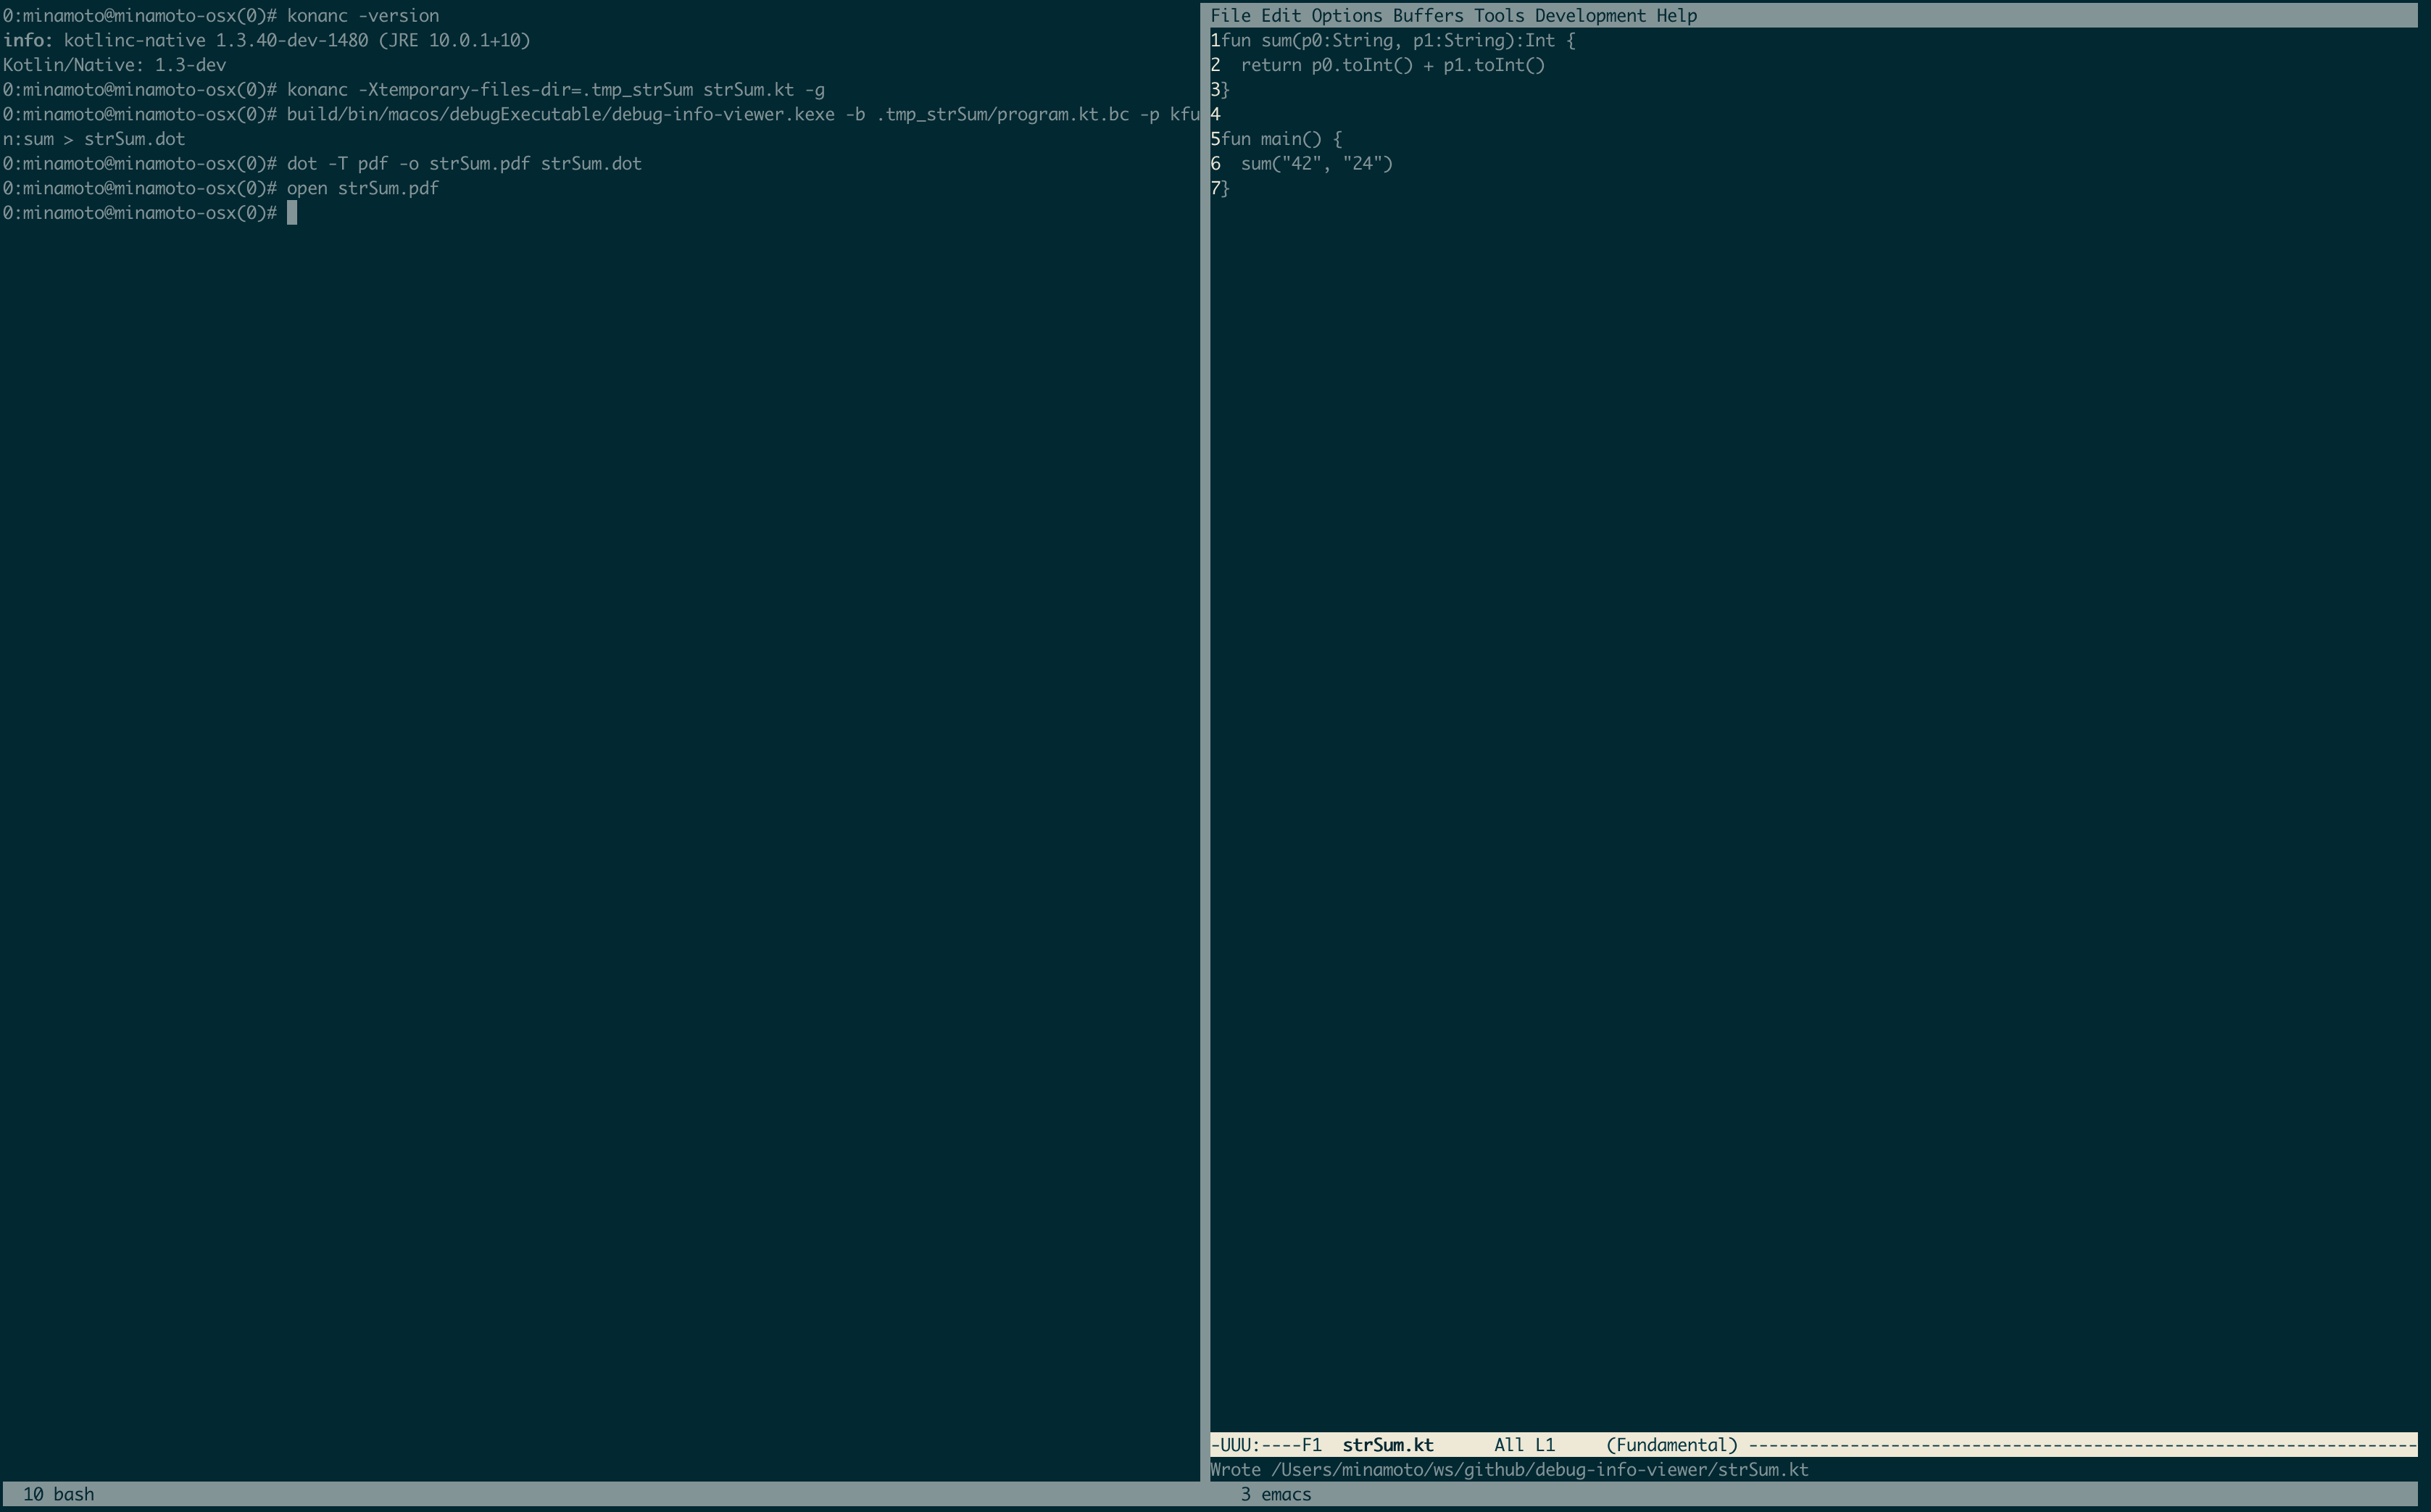 0:minamoto@minamoto-osx(0)# konanc -version
info: kotlinc-native 1.3.40-dev-1480 (JRE 10.0.1+10)
Kotlin/Native: 1.3-dev
0:minamoto@minamoto-osx(0)# konanc -Xtemporary-files-dir=.tmp_strSum strSum.kt -g
0:minamoto@minamoto-osx(0)# build/bin/macos/debugExecutable/debug-info-viewer.kexe -b .tmp_strSum/program.kt.bc -p kfu
n:sum > strSum.dot
0:minamoto@minamoto-osx(0)# dot -T pdf -o strSum.pdf strSum.dot
0:minamoto@minamoto-osx(0)# open strSum.pdf
0:minamoto@minamoto-osx(0)#
File Edit Options Buffers Tools Development Help
1fun sum(p0:String, p1:String):Int {
2  return p0.toInt() + p1.toInt()
3}
4
5fun main() {
6  sum("42", "24")
7}
-UUU:----F1  strSum.kt      All L1     (Fundamental) ------------------------------------------------------------------
Wrote /Users/minamoto/ws/github/debug-info-viewer/strSum.kt
10 bash
3 emacs